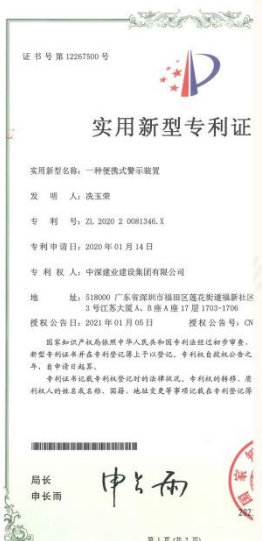 证书号第12267500号
实用新型专利证
实用新型名称：一种便携式警示装置
发 明 人：冼玉荣
专 利 号：ZL 2020 2 0081346.X
专利申请日：2020年01月14日
专 利 权 人：中深建业建设集团有限公司
地 址：518000 广东省深圳市福田区莲花街道福新社区
3号江苏大厦A、B座A座17层1703-1706
授权公告日：2021年01月05日 授权公告号：CN
国家知识产权局依照中华人民共和国专利法经过初步审查，
新型专利证书并在专利登记簿上予以登记。专利权自授权公告之
年，自申请日起算。
专利证书记载专利权登记时的法律状况。专利权的转移、质
利权人的姓名或名称、国籍、地址变更等事项记载在专利登记簿
局长
申长雨
申长雨
国家知
202
第 1 页 (共 2 页)